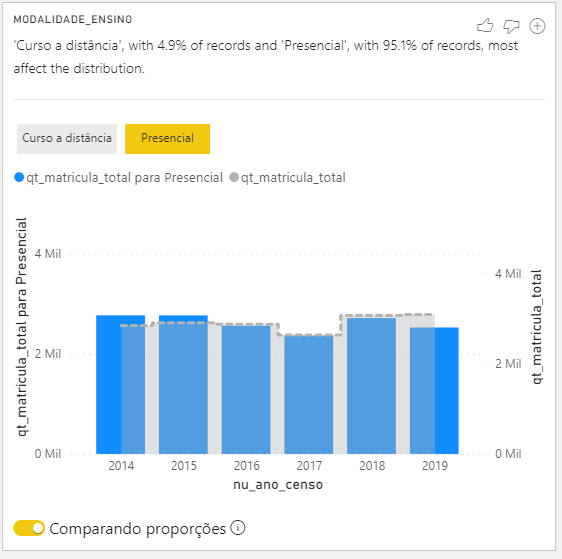 MODALIDADE_ENSINO
'Curso a distância', with 4.9% of records and 'Presencial', with 95.1% of records, most
affect the distribution.
Curso a distância Presencial
qt_matricula_total para Presencial qt_matricula_total
qt_matricula_total para Presencial
4 Mil
2 Mil
0 Mil
4 Mil
2 Mil
0 Mil
qt_matricula_total
2014 2015 2016 2017 2018 2019
nu_ano_censo
Comparando proporções